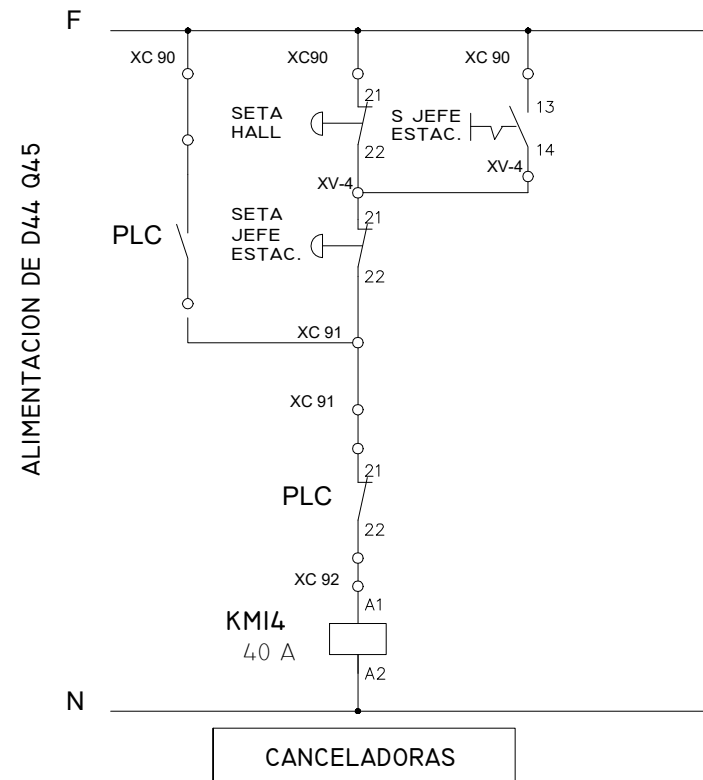 F
XC 90
XC90
XC 90
21
13
SETA
HALL
S JEFE
ESTAC.
22
14
XV-4
XV-4
SETA
JEFE
ESTAC.
21
PLC
22
ALIMENTACION DE D44 Q45
XC 91
XC 91
21
PLC
22
XC 92
A1
KM14
40 A
A2
N
CANCELADORAS